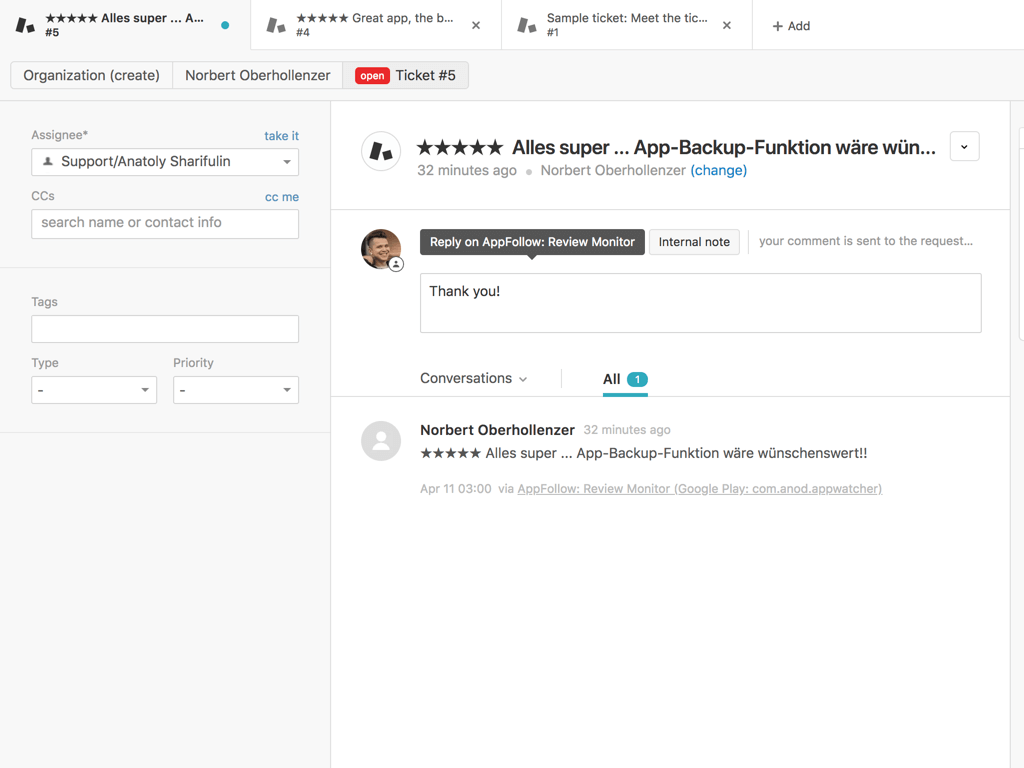 ★★★★★ Alles super ... A...
#5
★★★★★ Great app, the b...
#4
Sample ticket: Meet the tic...
#1
+ Add
Organization (create)
Norbert Oberhollenzer
open Ticket #5
Assignee*
take it
Support/Anatoly Sharifulin
CCs
cc me
search name or contact info
Tags
Type
Priority
-
-
★★★★★ Alles super ... App-Backup-Funktion wäre wün...
32 minutes ago ● Norbert Oberhollenzer (change)
Reply on AppFollow: Review Monitor
Internal note
your comment is sent to the request...
Thank you!
Conversations
All 1
Norbert Oberhollenzer 32 minutes ago
★★★★★ Alles super ... App-Backup-Funktion wäre wünschenswert!!
Apr 11 03:00 via AppFollow: Review Monitor (Google Play: com.anod.appwatcher)